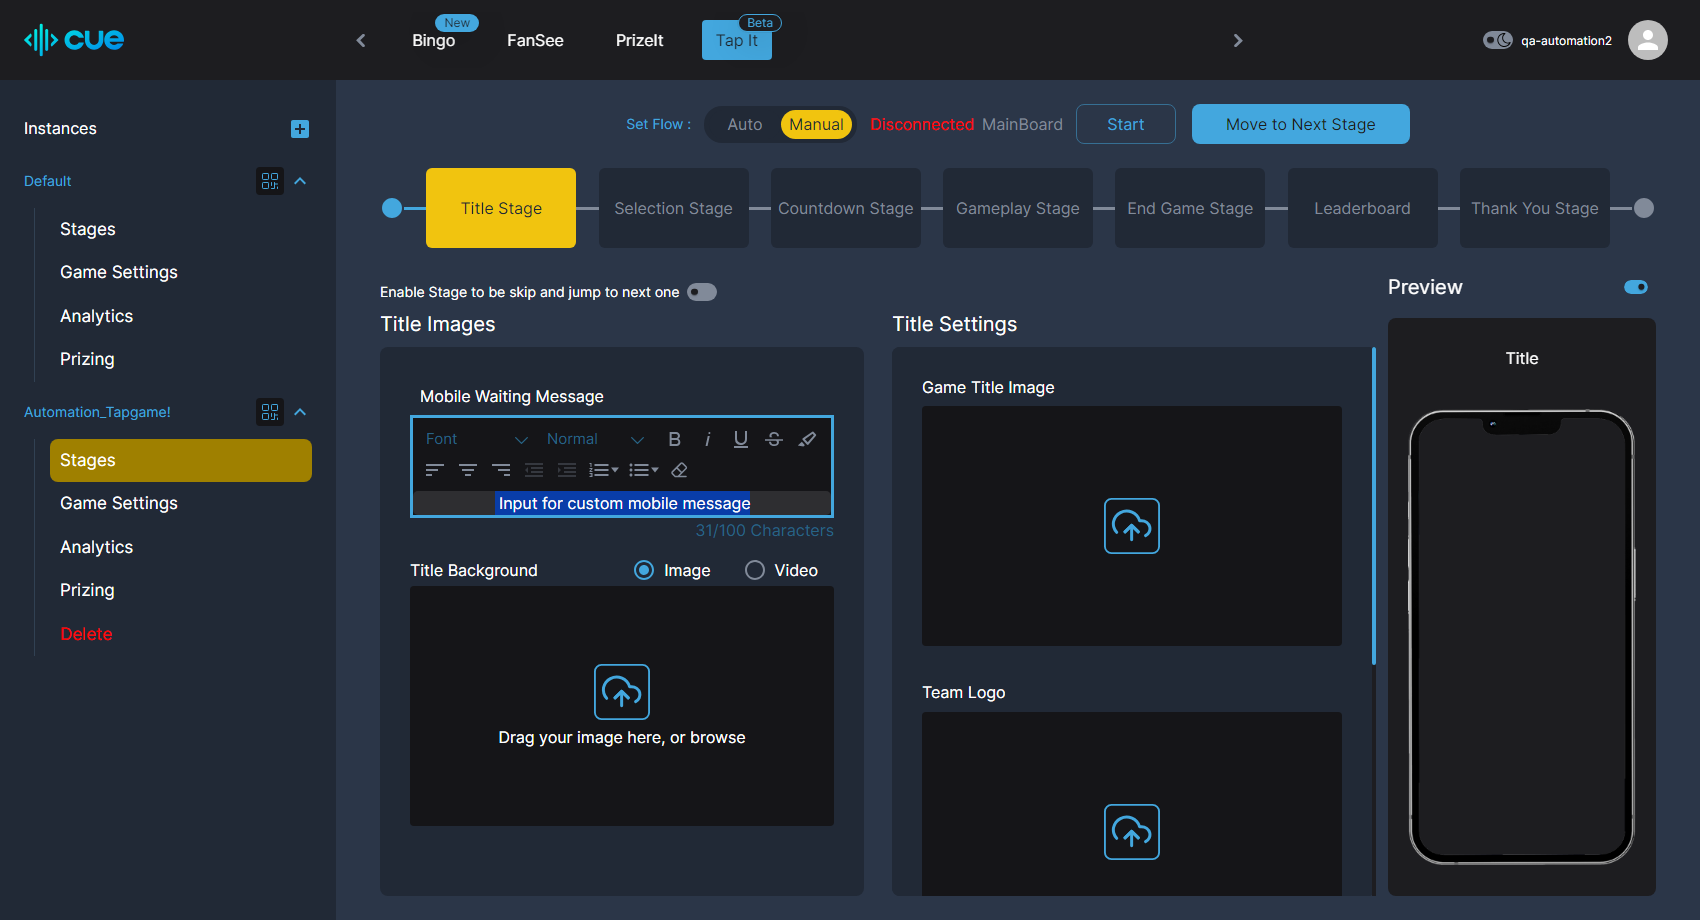 cue
Bingo
New
FanSee
PrizeIt
Tap It
Beta
qa-automation2
Instances
Default
Stages
Game Settings
Analytics
Prizing
Automation_Tapgame!
Stages
Game Settings
Analytics
Prizing
Delete
Set Flow :
Auto
Manual
Disconnected MainBoard
Start
Move to Next Stage
Title Stage
Selection Stage
Countdown Stage
Gameplay Stage
End Game Stage
Leaderboard
Thank You Stage
Enable Stage to be skip and jump to next one
Title Images
Mobile Waiting Message
Font
Normal
B i U S
Input for custom mobile message
31/100 Characters
Title Background
Image
Video
Drag your image here, or browse
Title Settings
Game Title Image
Team Logo
Preview
Title